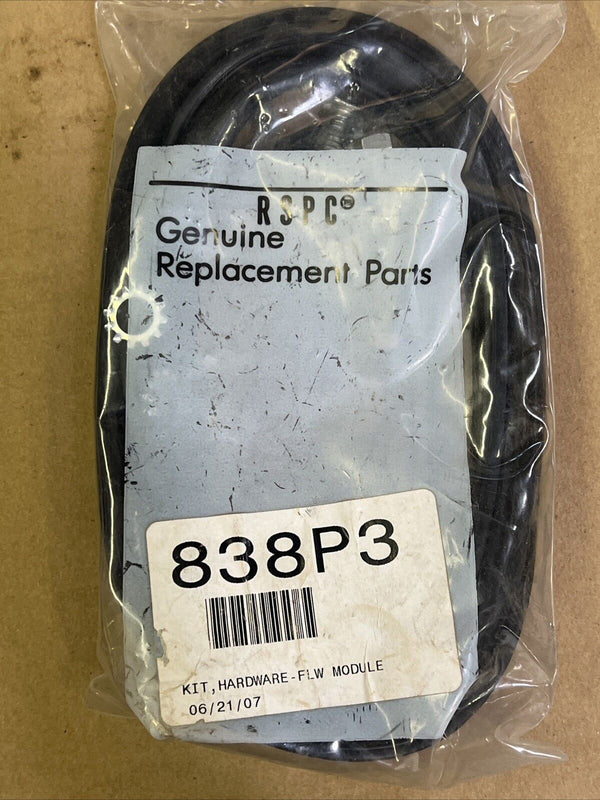 RSPC®
Genuine
Replacement Parts
838P3
KIT,HARDWARE-FLW MODULE
06/21/07